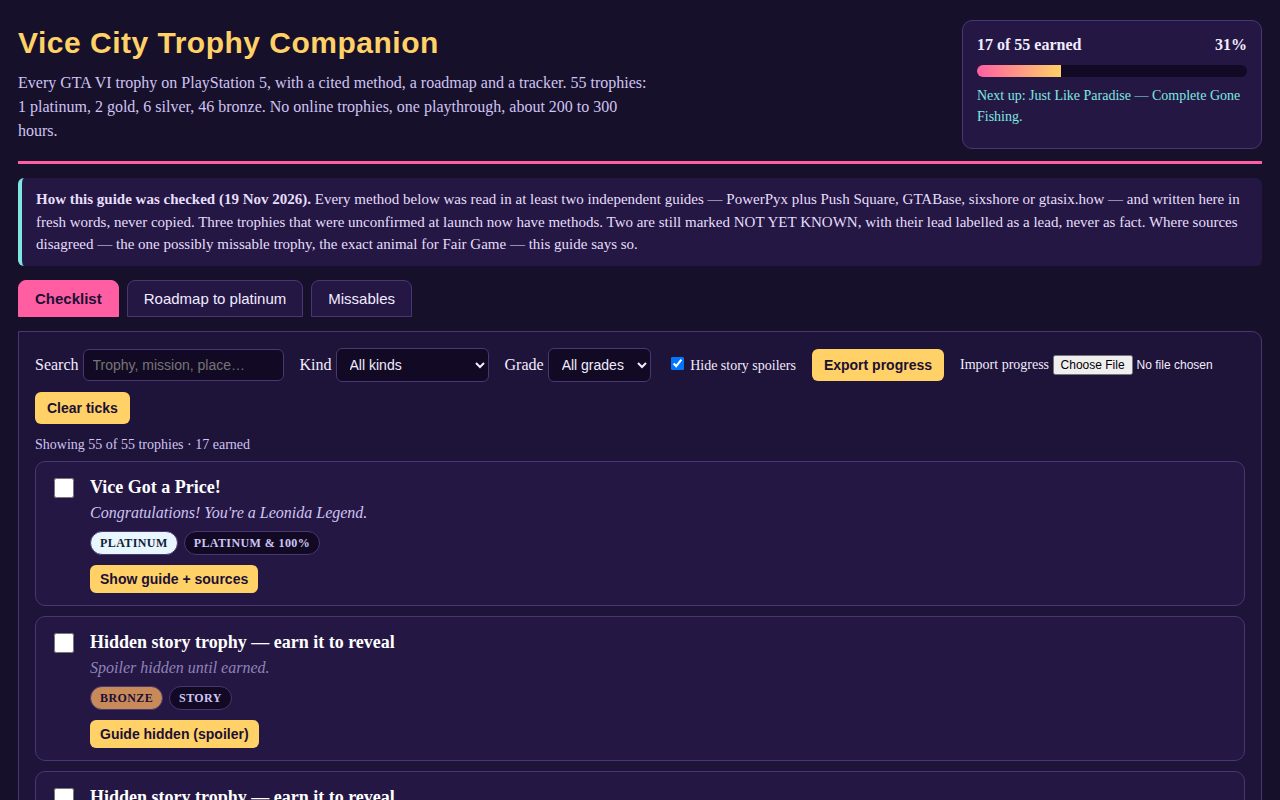 Vice City Trophy Companion
Every GTA VI trophy on PlayStation 5, with a cited method, a roadmap and a tracker. 55 trophies:
1 platinum, 2 gold, 6 silver, 46 bronze. No online trophies, one playthrough, about 200 to 300
hours.
17 of 55 earned 31%
Next up: Just Like Paradise — Complete Gone
Fishing.
How this guide was checked (19 Nov 2026). Every method below was read in at least two independent guides — PowerPyx plus Push Square, GTABase, sixshore or gtasix.how — and written here in
fresh words, never copied. Three trophies that were unconfirmed at launch now have methods. Two are still marked NOT YET KNOWN, with their lead labelled as a lead, never as fact. Where sources
disagreed — the one possibly missable trophy, the exact animal for Fair Game — this guide says so.
Checklist Roadmap to platinum Missables
Search Trophy, mission, place… Kind All kinds Grade All grades Hide story spoilers Export progress Import progress Choose File No file chosen
Clear ticks
Showing 55 of 55 trophies · 17 earned
Vice Got a Price!
Congratulations! You're a Leonida Legend.
PLATINUM PLATINUM & 100%
Show guide + sources
Hidden story trophy — earn it to reveal
Spoiler hidden until earned.
BRONZE STORY
Guide hidden (spoiler)
Hidden story trophy — earn it to reveal